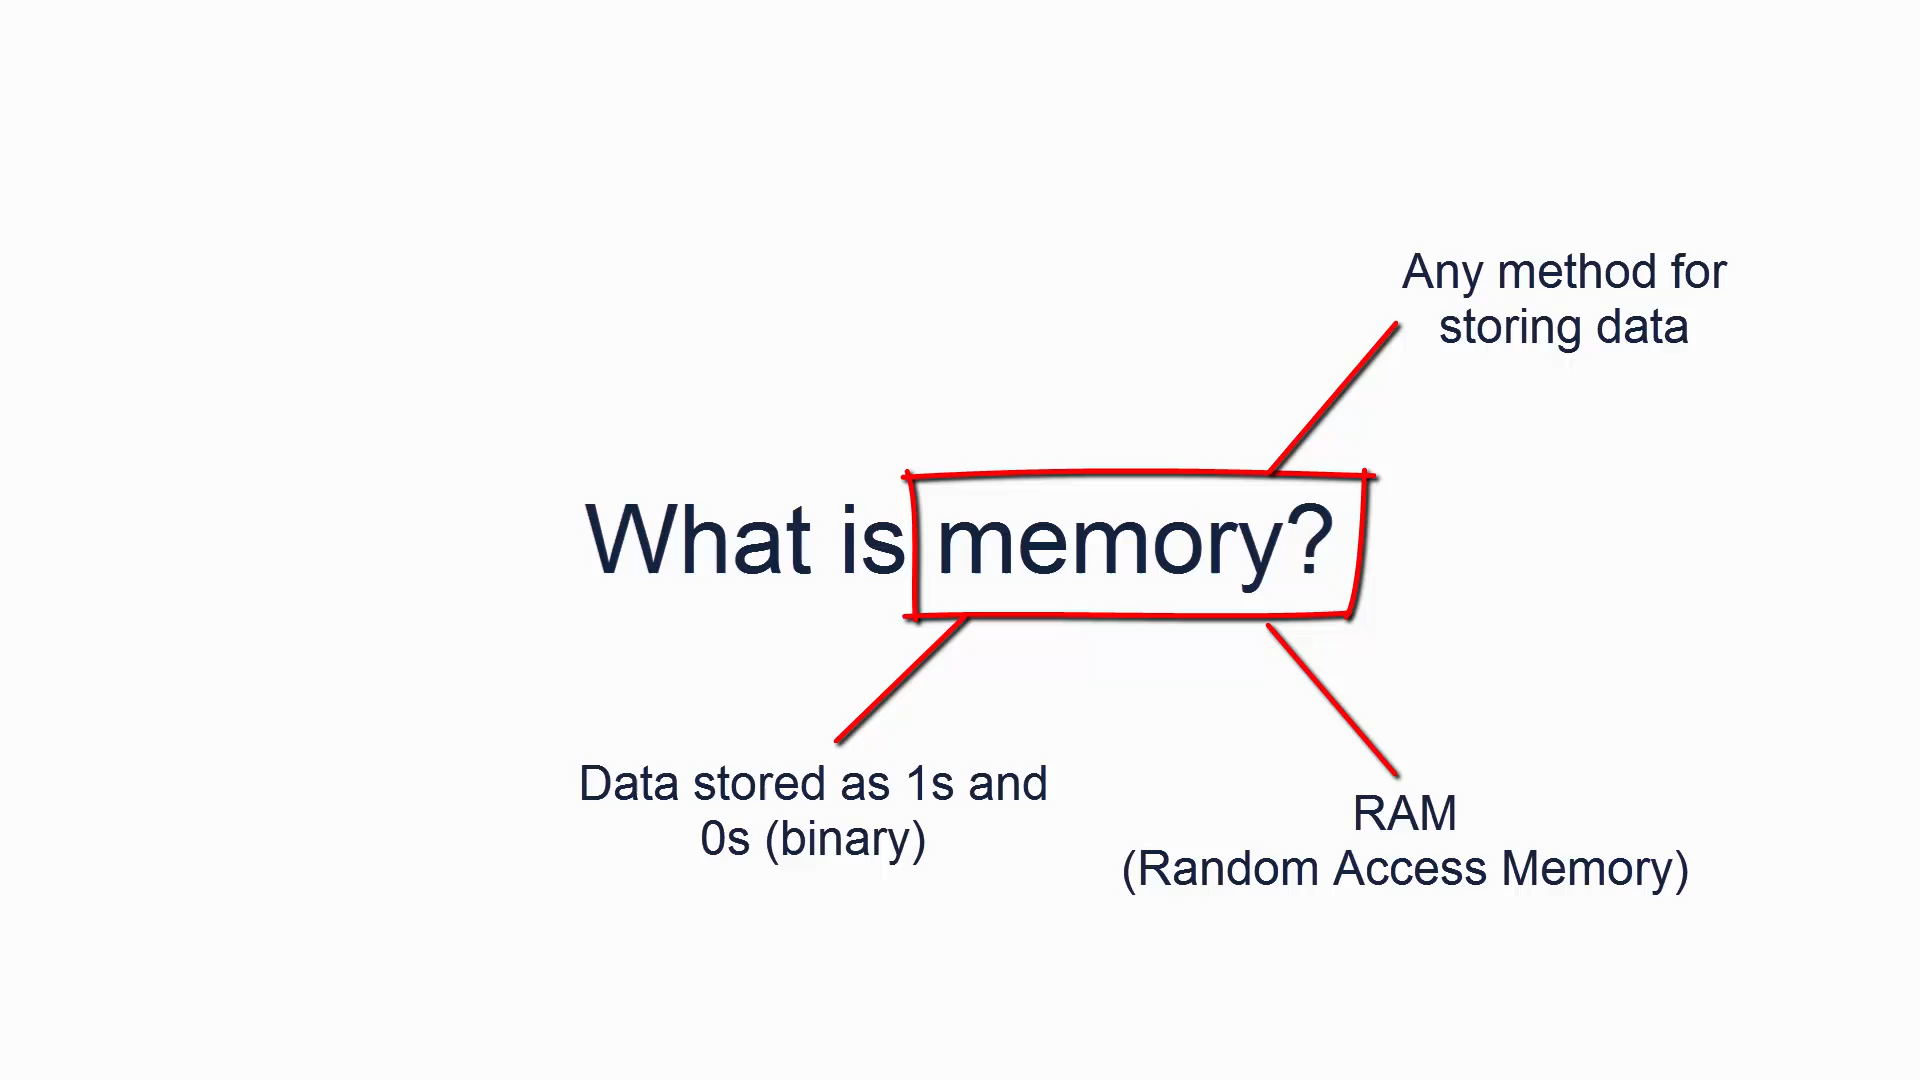 Any method for
storing data
What is memory?
Data stored as 1s and
0s (binary)
RAM
(Random Access Memory)